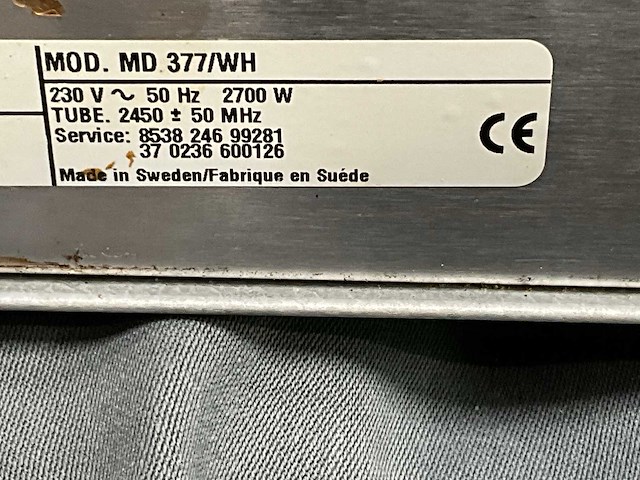 MOD. MD 377/WH
230 V ~ 50 Hz 2700 W
TUBE. 2450 ± 50 MHz
Service: 8538 246 99281
37 0236 600126
CE
Made in Sweden/Fabrique en Suéde